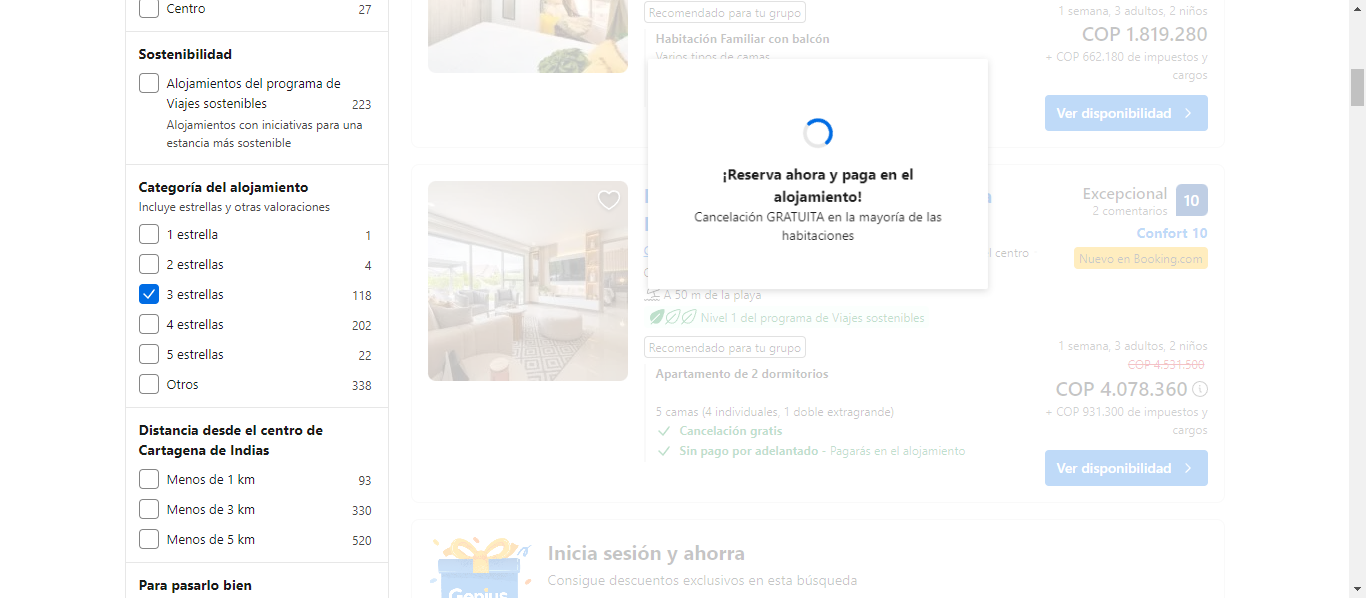 Centro
27
Sostenibilidad
Alojamientos del programa de
Viajes sostenibles
223
Alojamientos con iniciativas para una
estancia más sostenible
Categoría del alojamiento
Incluye estrellas y otras valoraciones
1 estrella
1
2 estrellas
4
3 estrellas
118
4 estrellas
202
5 estrellas
22
Otros
338
Distancia desde el centro de
Cartagena de Indias
Menos de 1 km
93
Menos de 3 km
330
Menos de 5 km
520
Para pasarlo bien
Recomendado para tu grupo
Habitación Familiar con balcón
Varios tipos de camas
1 semana, 3 adultos, 2 niños
COP 1.819.280
+ COP 662.180 de impuestos y
cargos
Ver disponibilidad
¡Reserva ahora y paga en el
alojamiento!
Cancelación GRATUITA en la mayoría de las
habitaciones
Excepcional
2 comentarios
10
Confort 10
l centro
Nuevo en Booking.com
A 50 m de la playa
Nivel 1 del programa de Viajes sostenibles
Recomendado para tu grupo
Apartamento de 2 dormitorios
5 camas (4 individuales, 1 doble extragrande)
Cancelación gratis
Sin pago por adelantado - Pagarás en el alojamiento
1 semana, 3 adultos, 2 niños
COP 4.531.500
COP 4.078.360
+ COP 931.300 de impuestos y
cargos
Ver disponibilidad
Inicia sesión y ahorra
Consigue descuentos exclusivos en esta búsqueda
Genius